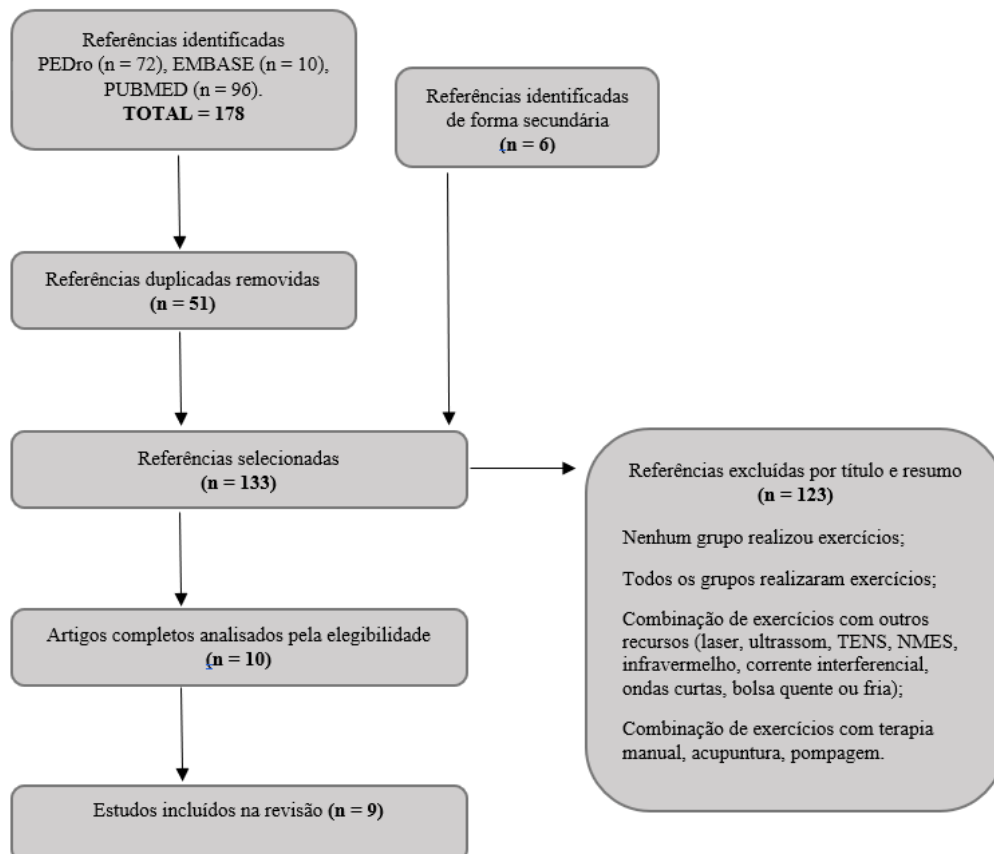 Referências identificadas
PEDro (n = 72), EMBASE (n = 10),
PUBMED (n = 96).
TOTAL = 178
Referências identificadas
de forma secundária
(n = 6)
Referências duplicadas removidas
(n = 51)
Referências selecionadas
(n = 133)
Referências excluídas por título e resumo
(n = 123)
Nenhum grupo realizou exercícios;
Todos os grupos realizaram exercícios;
Combinação de exercícios com outros
recursos (laser, ultrassom, TENS, NMES,
infravermelho, corrente interferencial,
ondas curtas, bolsa quente ou fria);
Combinação de exercícios com terapia
manual, acupuntura, pompagem.
Artigos completos analisados pela elegibilidade
(n = 10)
Estudos incluídos na revisão (n = 9)